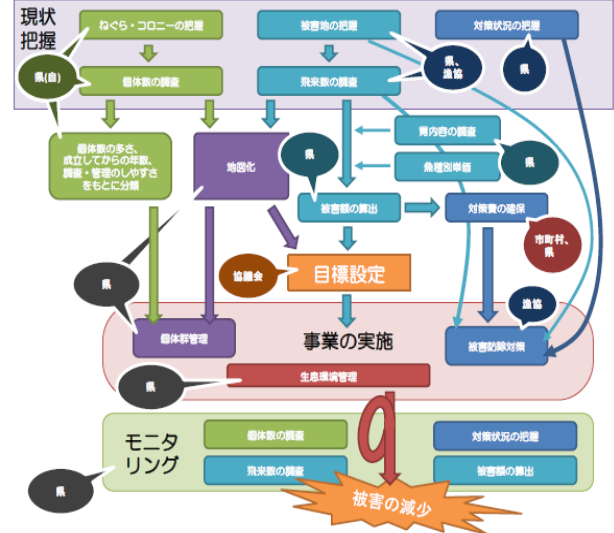 現状
把握
ねぐら・コロニーの把握
被害地の把握
対策状況の把握
県(自)
個体数の調査
飛来数の調査
県、
漁協
県
個体数の多さ、
成立してからの年数、
調査・管理のしやすさ
をもとに分類
地図化
県
胃内容の調査
魚種別単価
県
被害額の算出
対策費の確保
市町村、
県
協議会
目標設定
県
漁協
個体群管理
事業の実施
被害防除対策
県
生息環境管理
モニタ
リング
個体数の調査
対策状況の把握
飛来数の調査
被害額の算出
県
被害の減少